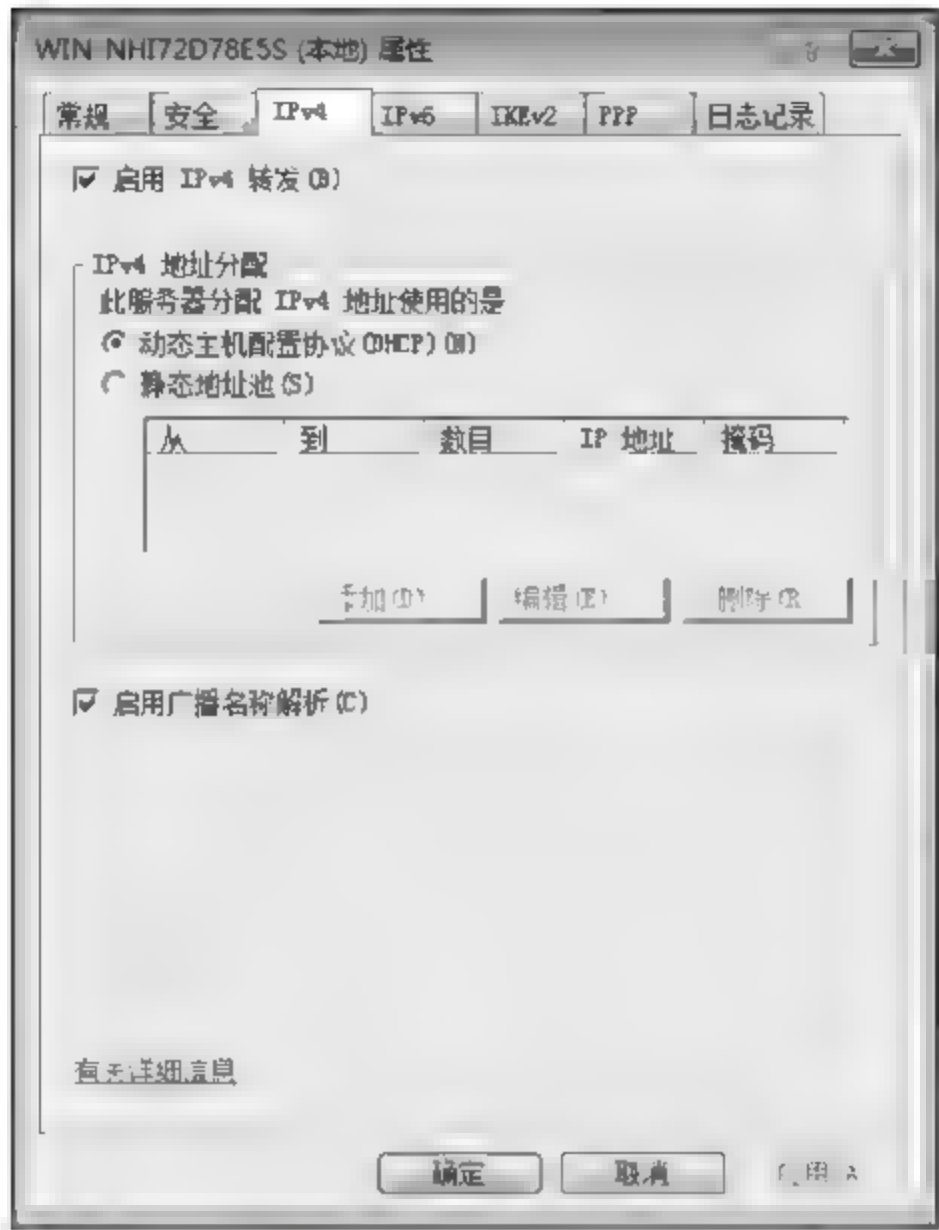 WIN NHI72D78E5S (本地) 属性
常规 安全 IPv4 IPv6 IKEv2 PPP 日志记录
启用 IPv4 转发(B)
IPv4 地址分配
此服务器分配 IPv4 地址使用的是
动态主机配置协议(DHCP)(H)
静态地址池(S)
从 到 数目 IP 地址 掩码
编辑(E) 删除(R
启用广播名称解析(C)
有关详细信息
确定 取消